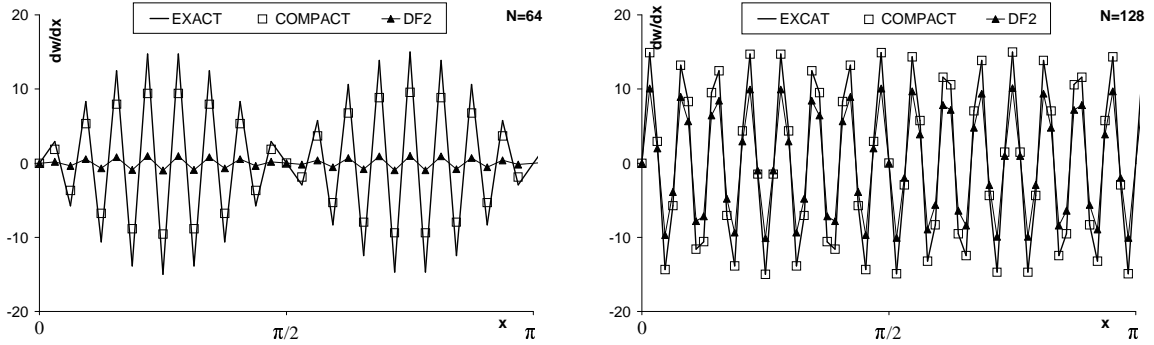 EXACT COMPACT DF2
N=64
dw/dx
20
10
0
-10
-20
0
π/2
x
π
EXCAT COMPACT DF2
N=128
dw/dx
20
10
0
-10
-20
0
π/2
x
π